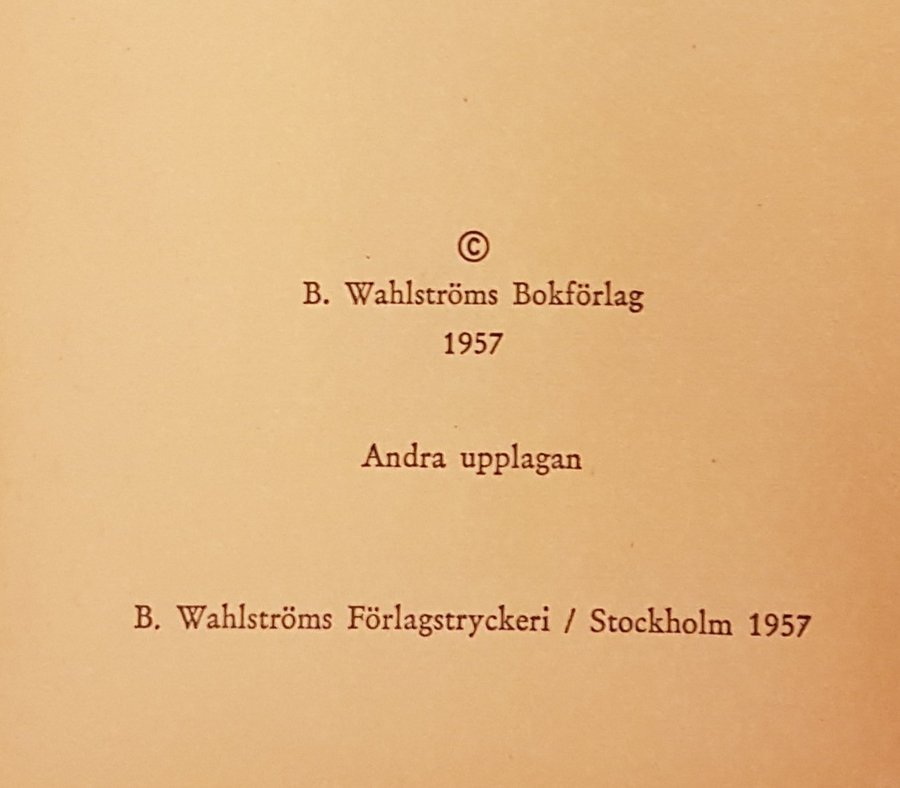 ©
B. Wahlströms Bokförlag
1957
Andra upplagan
B. Wahlströms Förlagstryckeri / Stockholm 1957